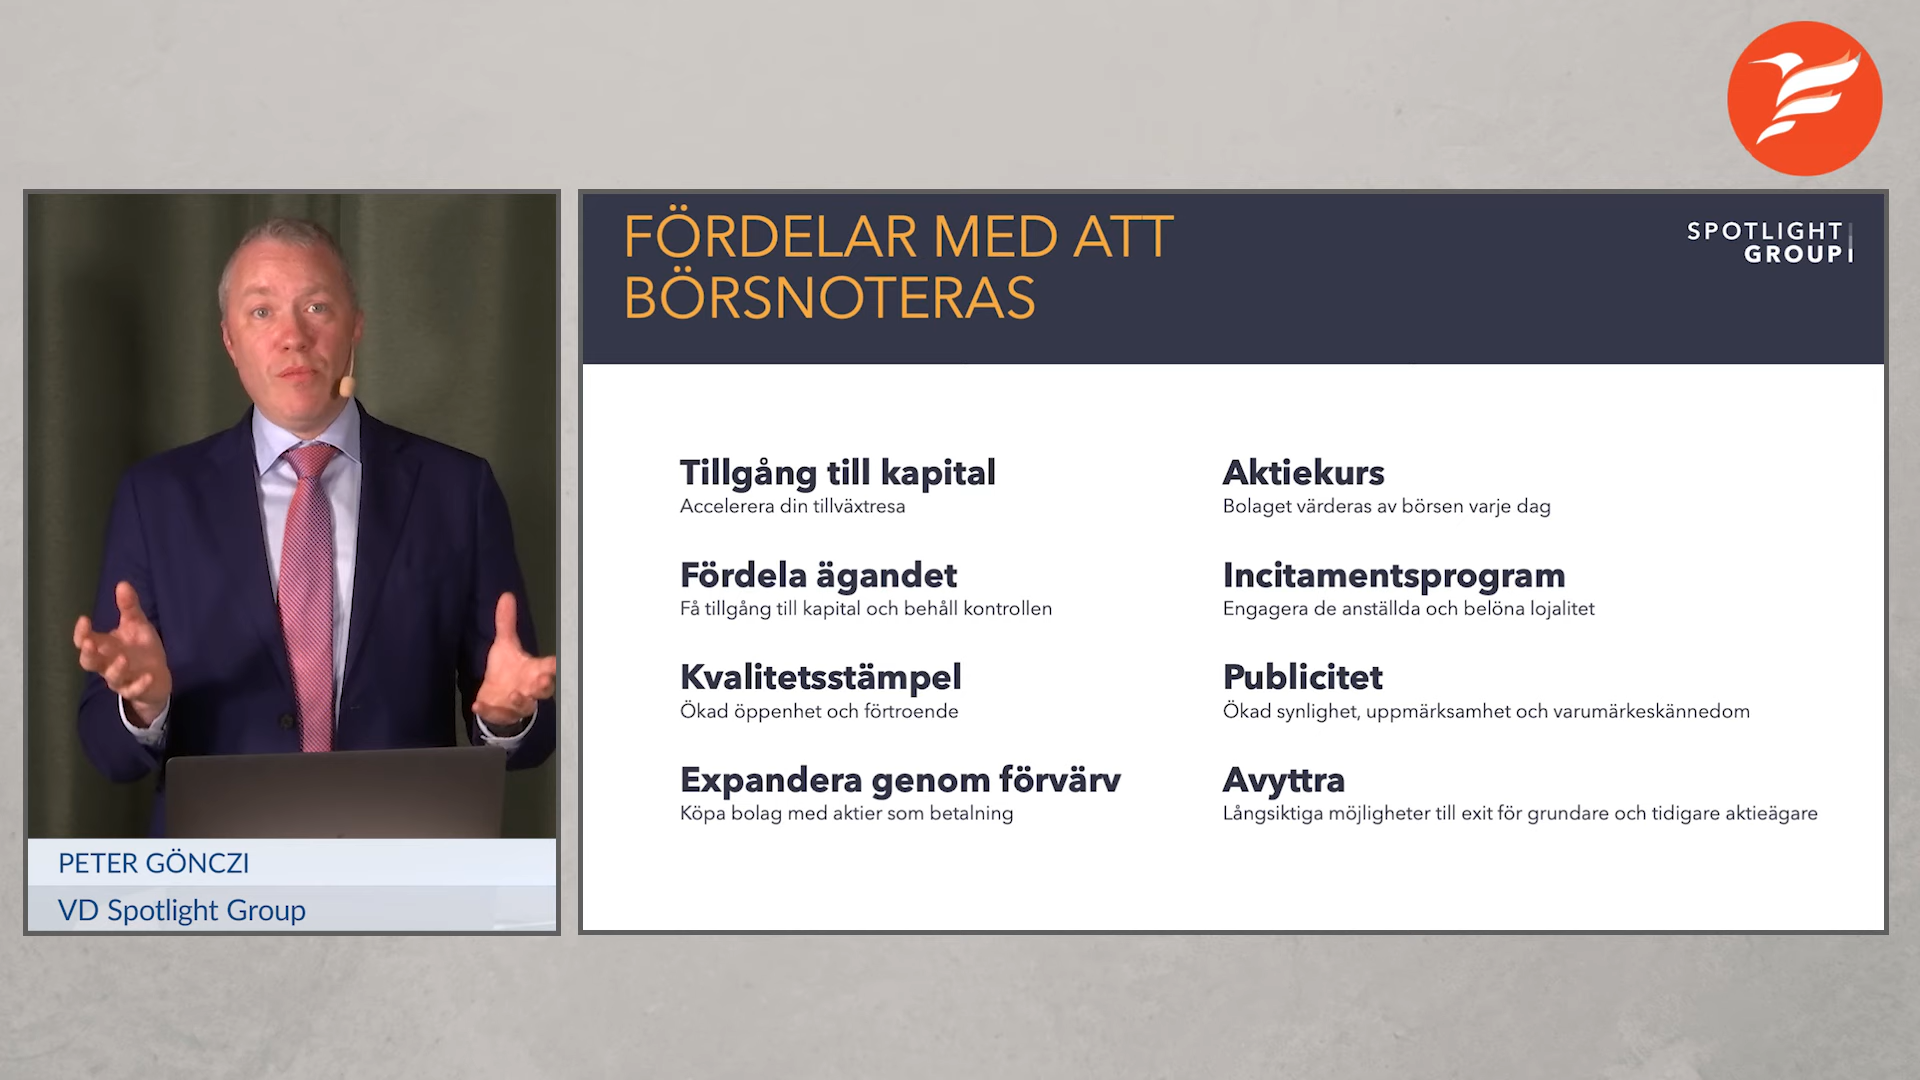 FÖRDELAR MED ATT
BÖRSNOTERAS
SPOTLIGHT
GROUP
Tillgång till kapital
Accelerera din tillväxtresa
Fördela ägandet
Få tillgång till kapital och behåll kontrollen
Kvalitetsstämpel
Ökad öppenhet och förtroende
Expandera genom förvärv
Köpa bolag med aktier som betalning
Aktiekurs
Bolaget värderas av börsen varje dag
Incitamentsprogram
Engagera de anställda och belöna lojalitet
Publicitet
Ökad synlighet, uppmärksamhet och varumärkeskännedom
Avyttra
Långsiktiga möjligheter till exit för grundare och tidigare aktieägare
PETER GÖNCZI
VD Spotlight Group